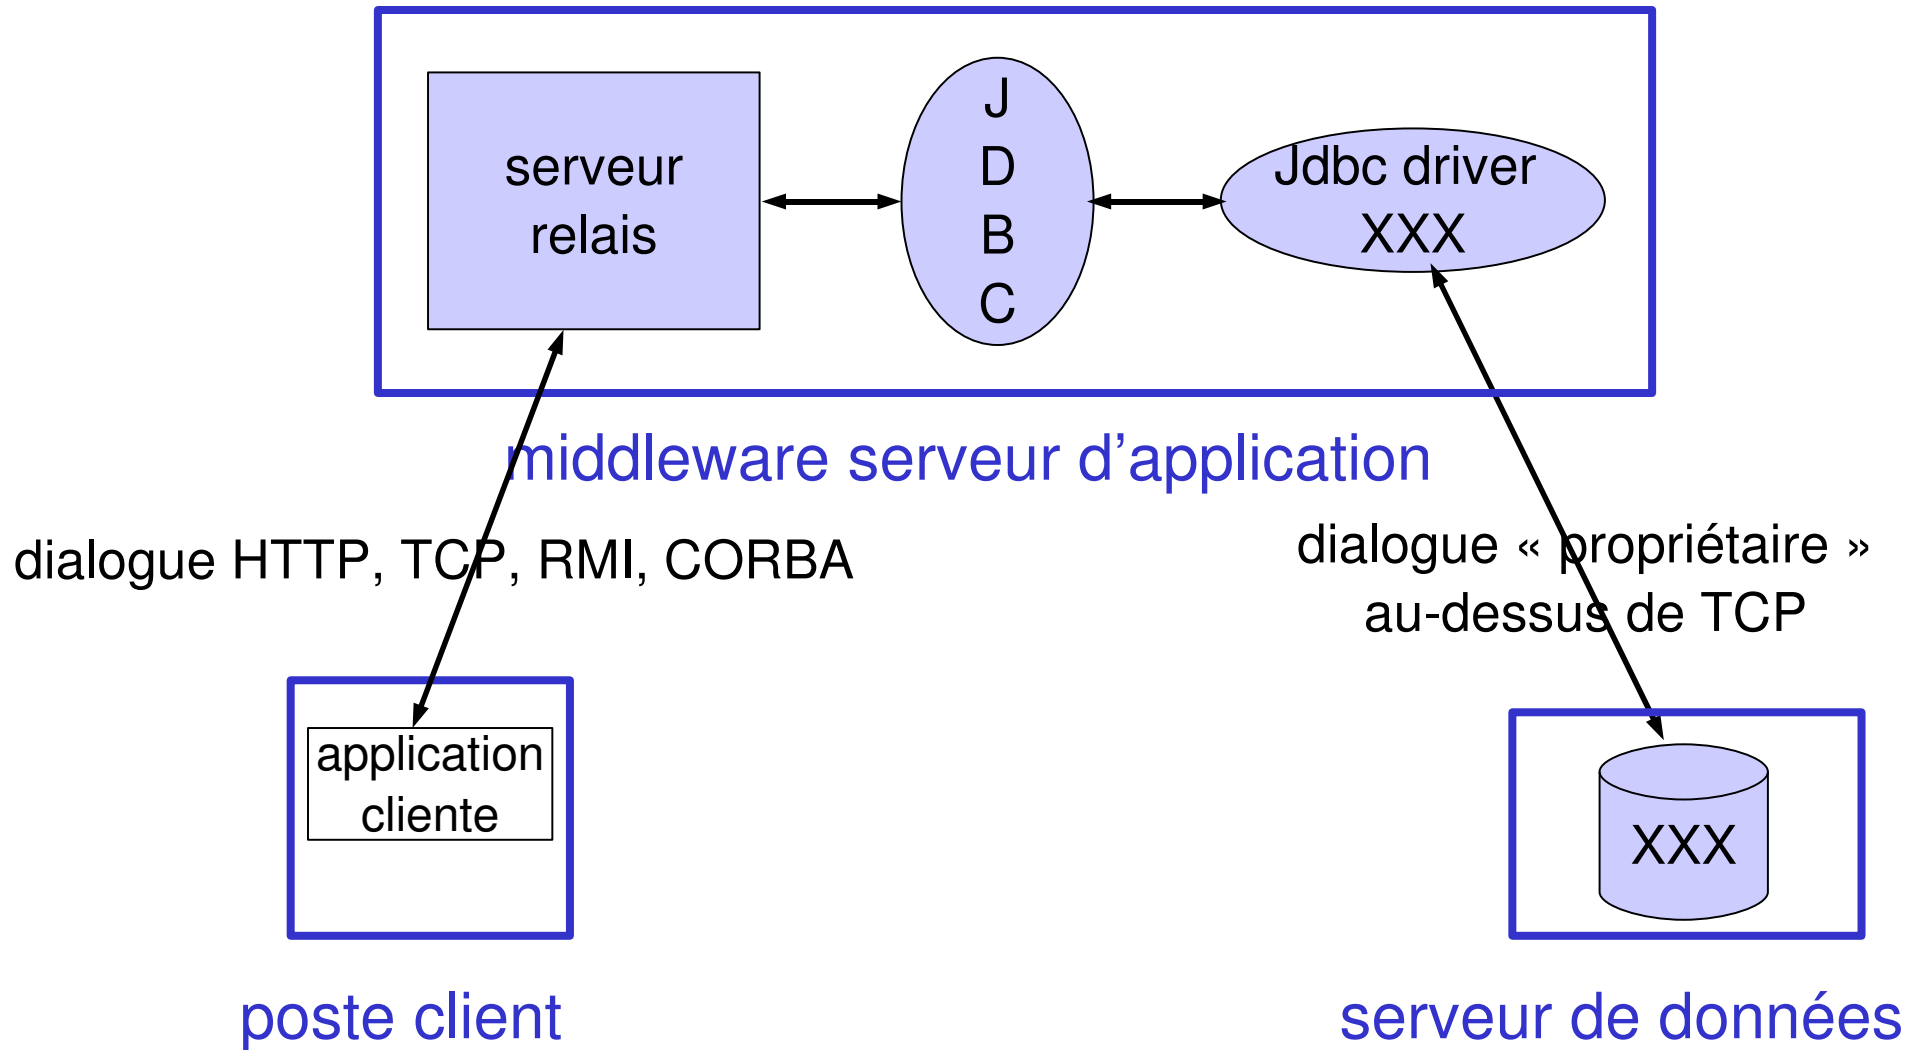 serveur
relais
J
D
B
C
Jdbc driver
XXX
middleware serveur d’application
dialogue HTTP, TCP, RMI, CORBA
dialogue « propriétaire »
au-dessus de TCP
application
cliente
XXX
poste client
serveur de données